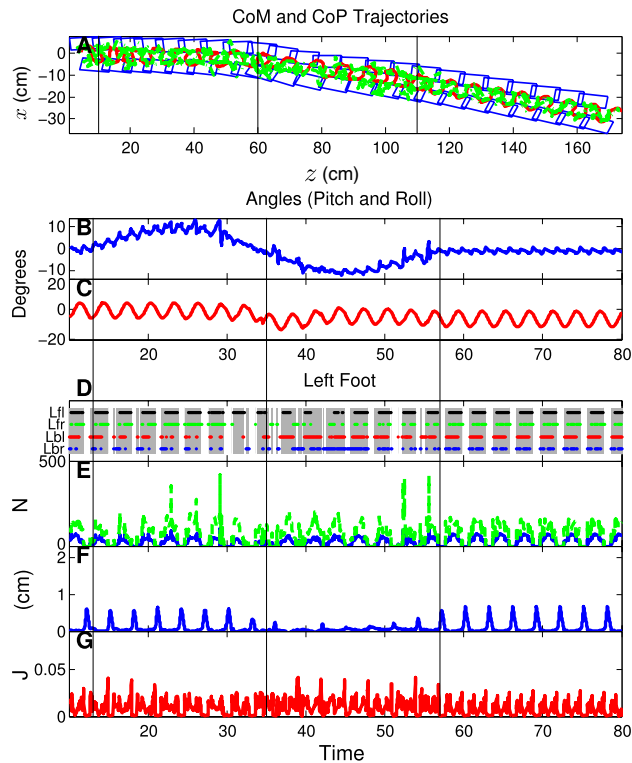 CoM and CoP Trajectories
A
0
−10
−20
−30
x (cm)
20 40 60 80 100 120 140 160
z (cm)
Angles (Pitch and Roll)
B
10
0
−10
Degrees
C
20
0
−20
20 30 40 50 60 70 80
D
Left Foot
Lfl
Lfr
Lbl
Lbr
E
500
N
0
F
2
1
0
(cm)
G
0.05
0
J
20 30 40 50 60 70 80
Time